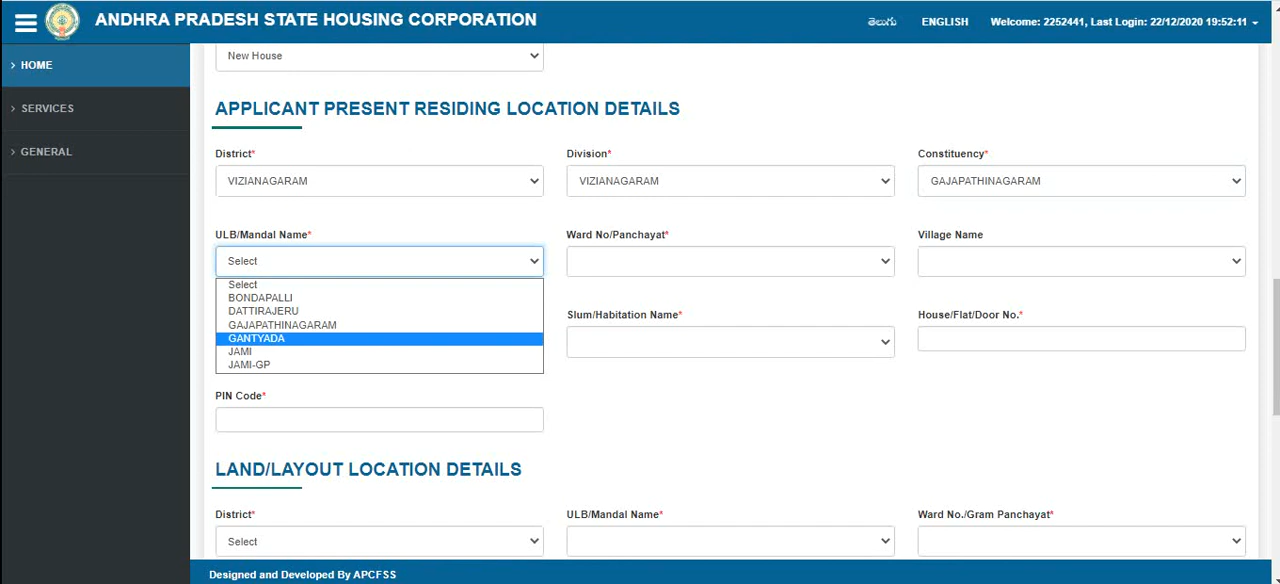 ANDHRA PRADESH STATE HOUSING CORPORATION
తెలుగు ENGLISH Welcome: 2252441, Last Login: 22/12/2020 19:52:11
HOME
SERVICES
GENERAL
New House
APPLICANT PRESENT RESIDING LOCATION DETAILS
District* Division* Constituency*
VIZIANAGARAM VIZIANAGARAM GAJAPATHINAGARAM
ULB/Mandal Name* Ward No/Panchayat* Village Name
Select
Select
BONDAPALLI
DATTIRAJERU
GAJAPATHINAGARAM
GANTYADA
JAMI
JAMI-GP
Slum/Habitation Name* House/Flat/Door No.*
PIN Code*
LAND/LAYOUT LOCATION DETAILS
District* ULB/Mandal Name* Ward No./Gram Panchayat*
Select
Designed and Developed By APCFSS